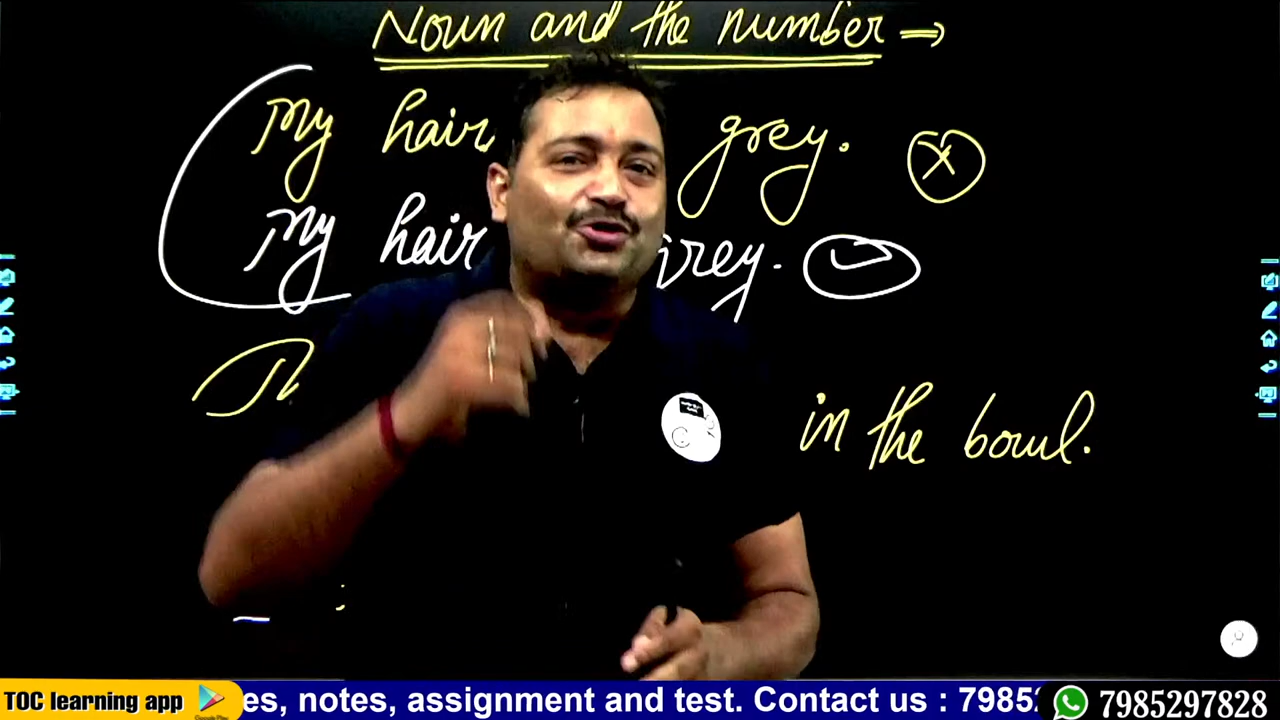 Noun and the number ⇒
My hair grey.
My hair grey.
in the bowl.
TOC learning app es, notes, assignment and test. Contact us : 7985 7985297828